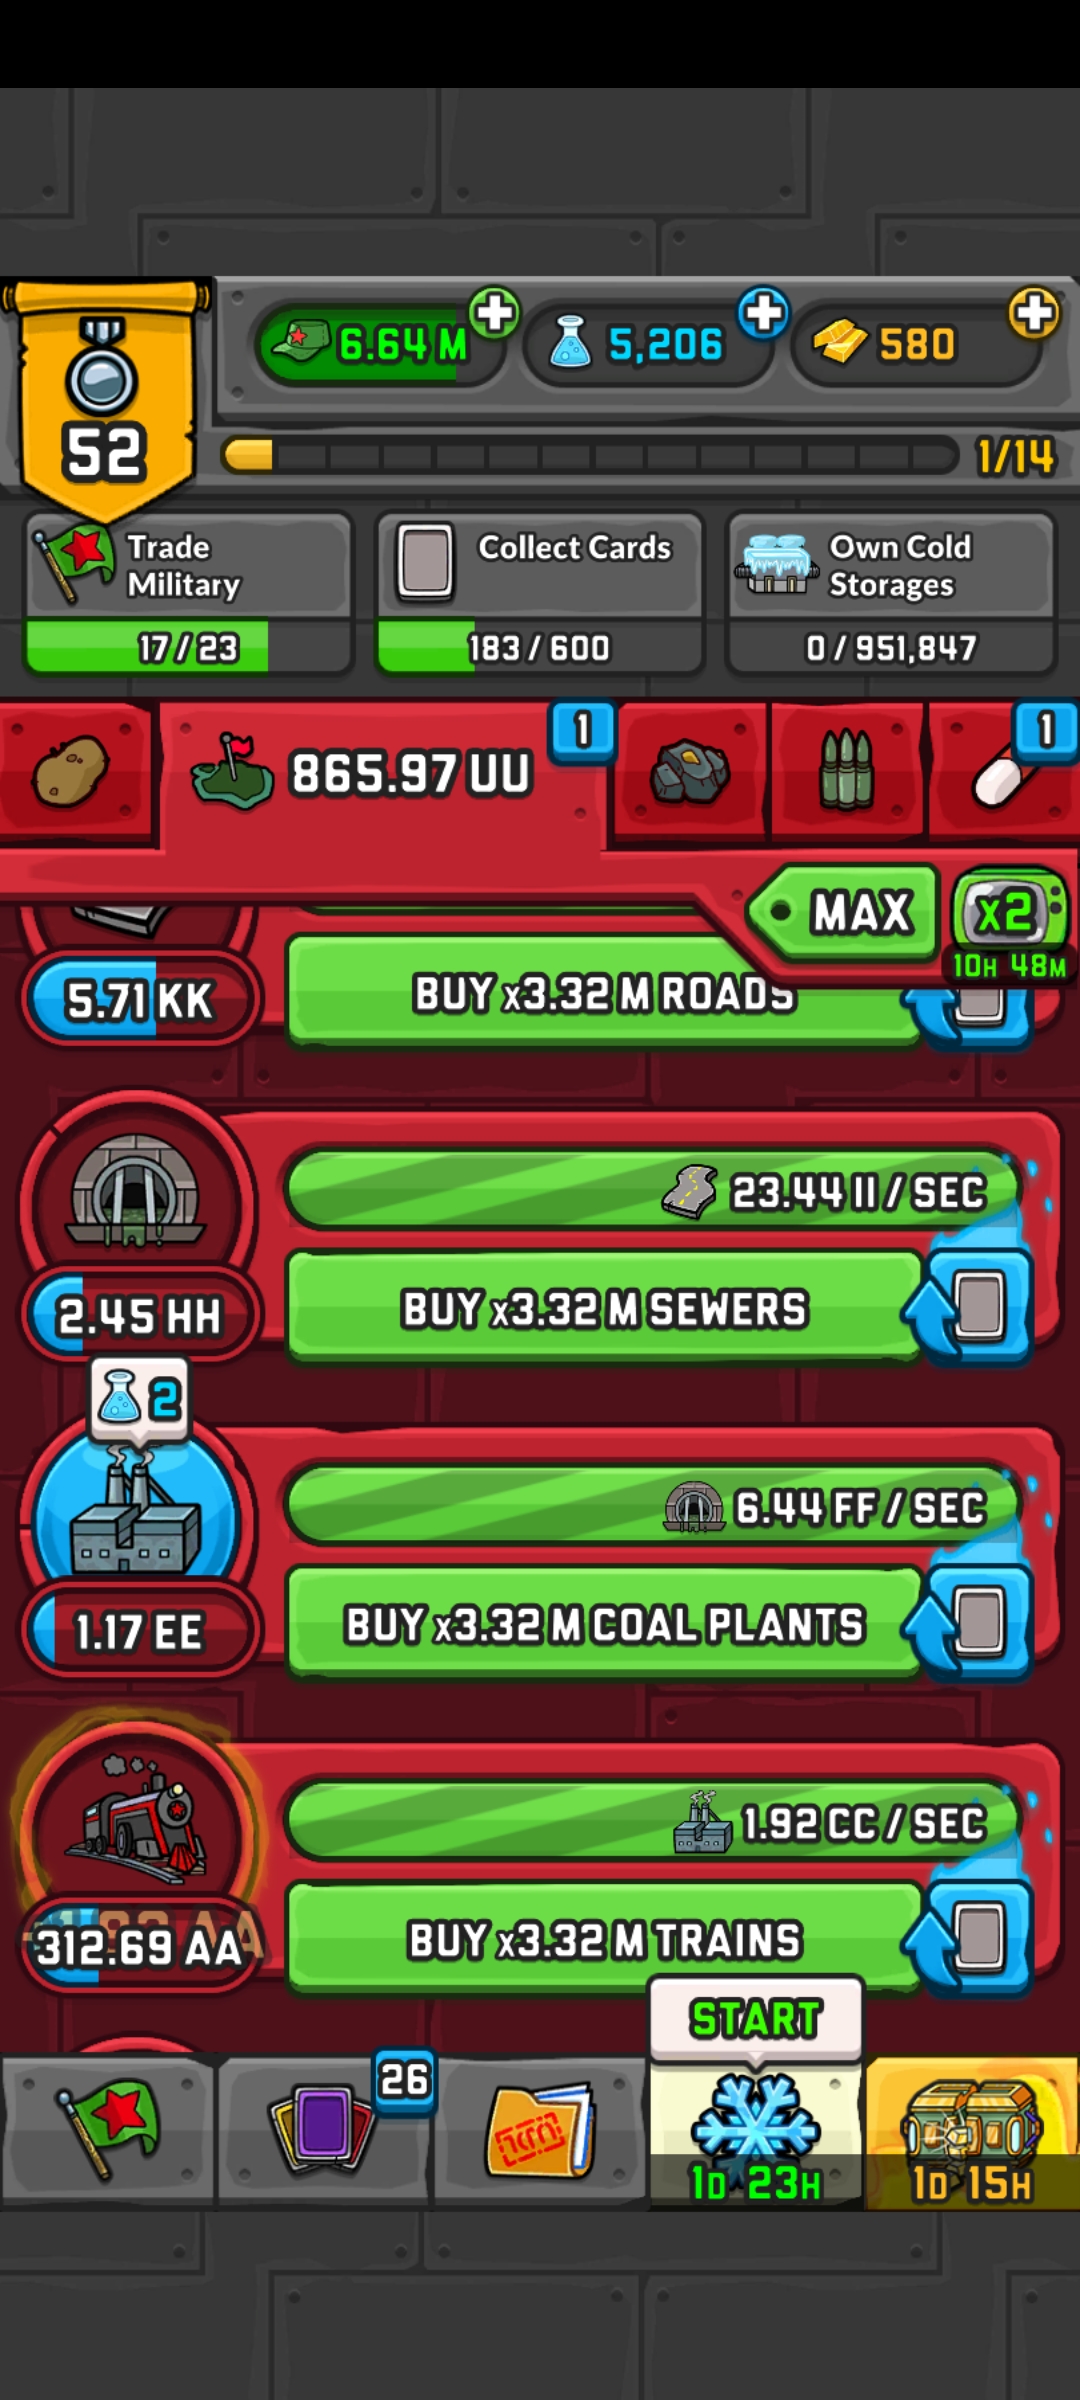 6.64 M
5,206
580
52
1/14
Trade
Military
Collect Cards
Own Cold
Storages
17 / 23
183 / 600
0 / 951,847
865.97 UU
1
1
MAX
X2
10H 48M
5.71 KK
BUY x3.32 M ROADS
23.44 II / SEC
2.45 HH
BUY x3.32 M SEWERS
2
6.44 FF / SEC
1.17 EE
BUY x3.32 M COAL PLANTS
1.92 CC / SEC
312.69 AA
BUY x3.32 M TRAINS
START
26
1D 23H
1D 15H